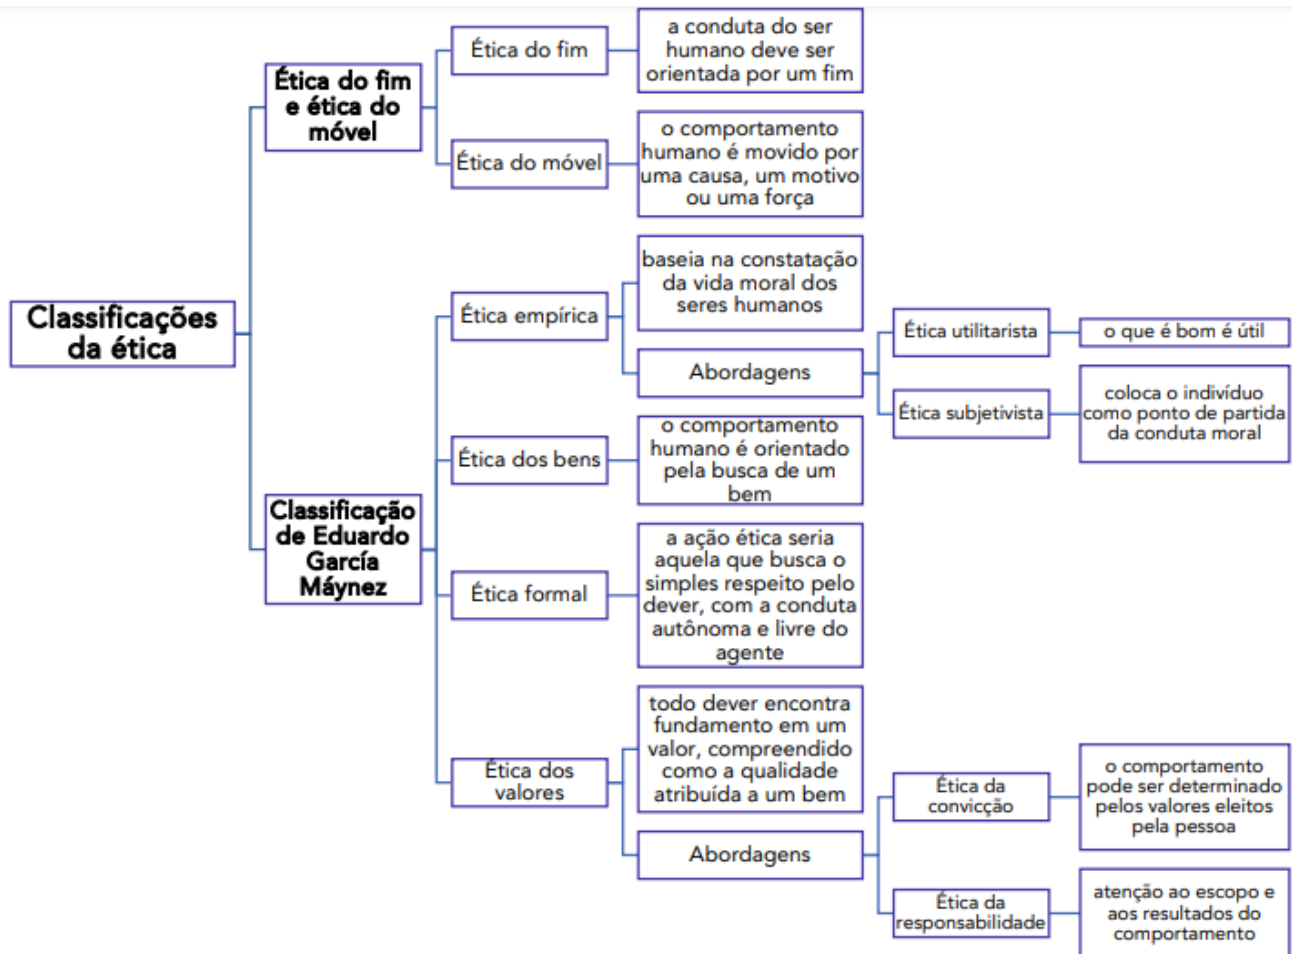 Classificações
da ética
Ética do fim
e ética do
móvel
Ética do fim
a conduta do ser
humano deve ser
orientada por um fim
Ética do móvel
o comportamento
humano é movido por
uma causa, um motivo
ou uma força
Classificação
de Eduardo
García
Máynez
Ética empírica
baseia na constatação
da vida moral dos
seres humanos
Abordagens
Ética utilitarista
o que é bom é útil
Ética subjetivista
coloca o indivíduo
como ponto de partida
da conduta moral
Ética dos bens
o comportamento
humano é orientado
pela busca de um
bem
Ética formal
a ação ética seria
aquela que busca o
simples respeito pelo
dever, com a conduta
autônoma e livre do
agente
Ética dos
valores
todo dever encontra
fundamento em um
valor, compreendido
como a qualidade
atribuída a um bem
Abordagens
Ética da
convicção
o comportamento
pode ser determinado
pelos valores eleitos
pela pessoa
Ética da
responsabilidade
atenção ao escopo e
aos resultados do
comportamento